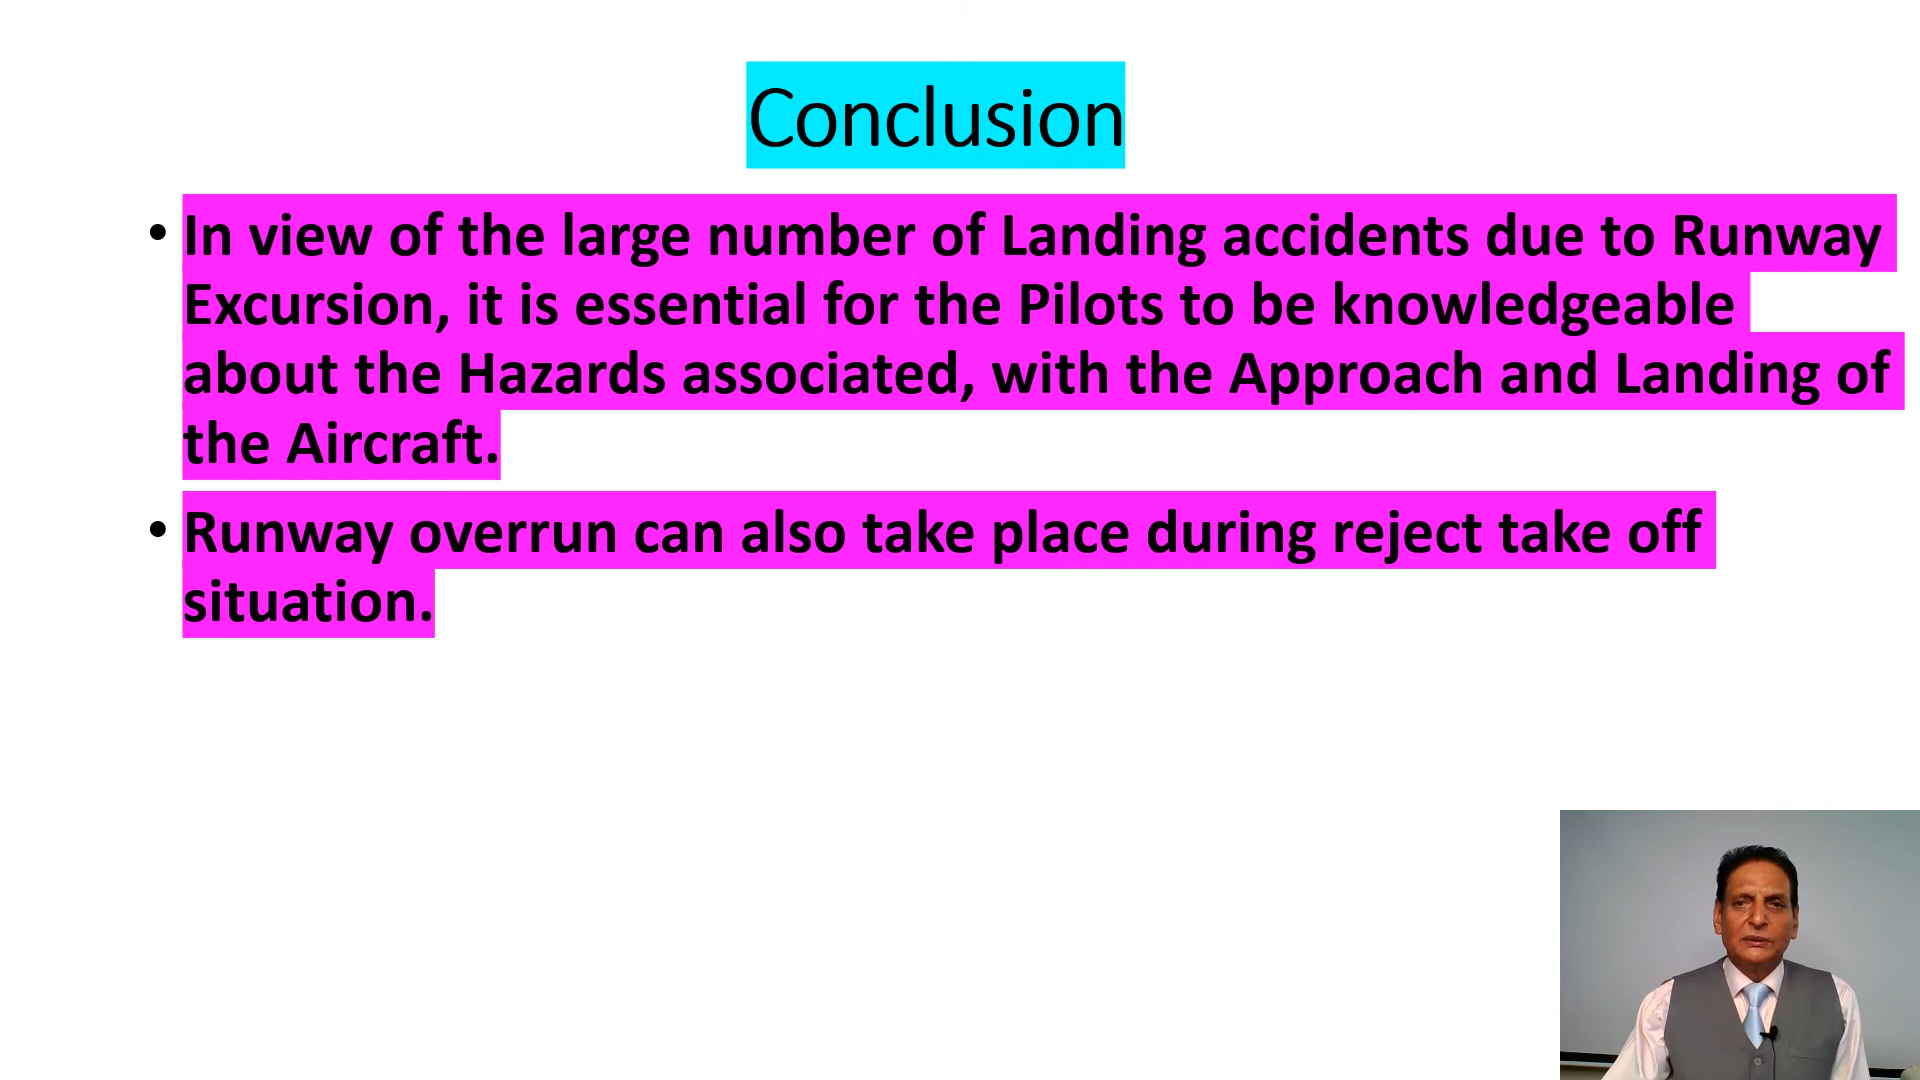 Conclusion
• In view of the large number of Landing accidents due to Runway
Excursion, it is essential for the Pilots to be knowledgeable
about the Hazards associated, with the Approach and Landing of
the Aircraft.
• Runway overrun can also take place during reject take off
situation.